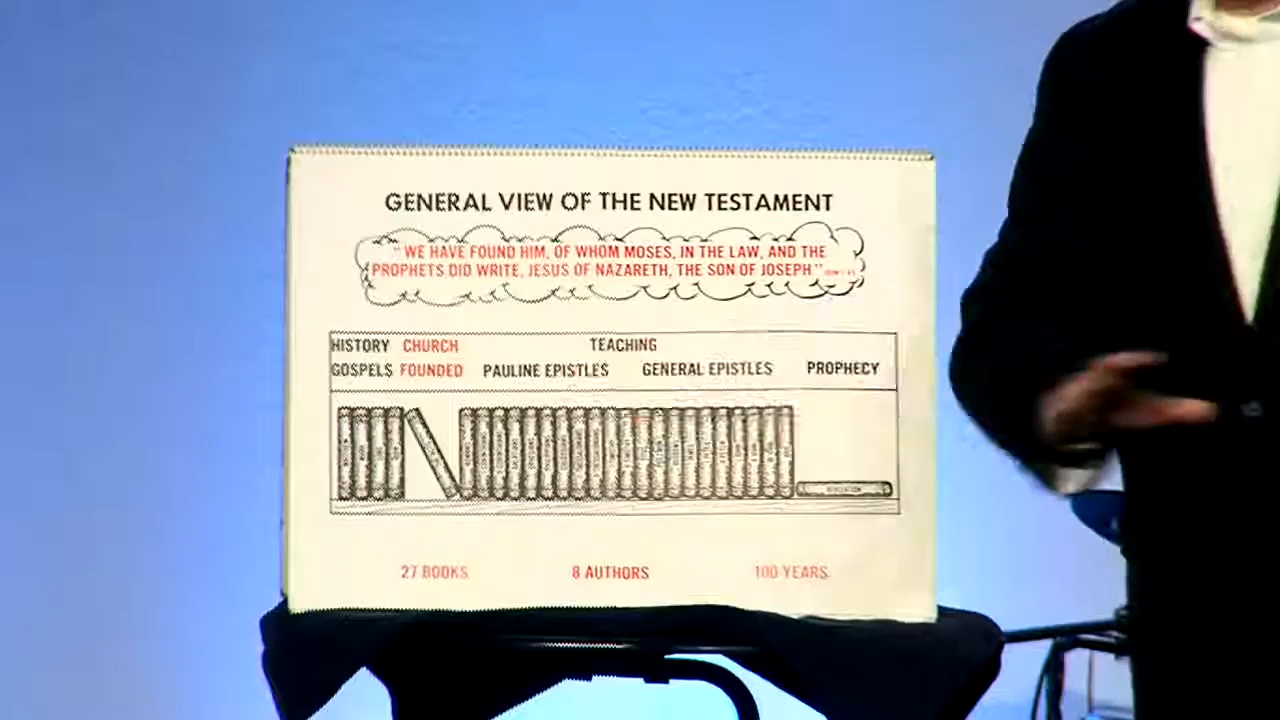 GENERAL VIEW OF THE NEW TESTAMENT
"WE HAVE FOUND HIM, OF WHOM MOSES, IN THE LAW, AND THE
PROPHETS DID WRITE, JESUS OF NAZARETH, THE SON OF JOSEPH"
HISTORY CHURCH TEACHING
GOSPELS FOUNDED PAULINE EPISTLES GENERAL EPISTLES PROPHECY
REVELATION
27 BOOKS 8 AUTHORS 100 YEARS